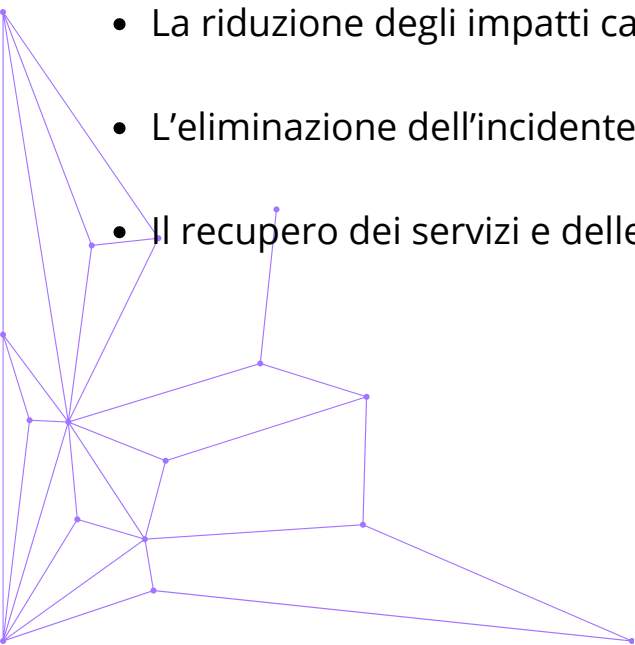 • La riduzione degli impatti ca
• L’eliminazione dell’incidente
• Il recupero dei servizi e delle